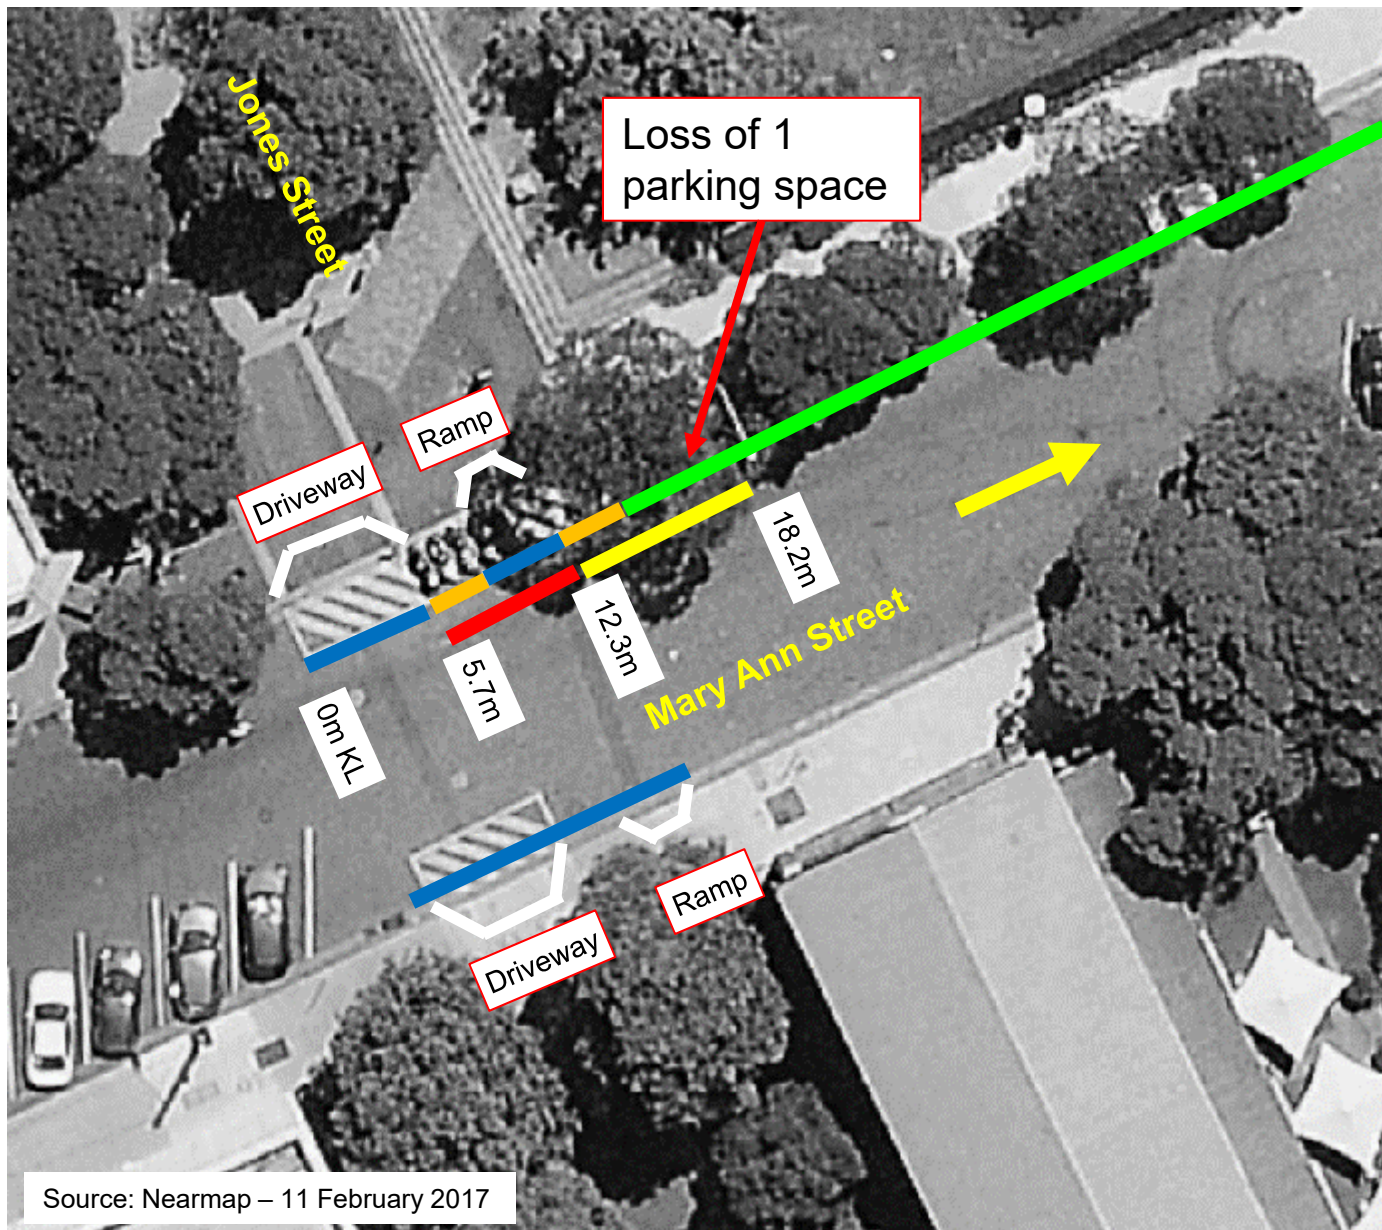 Jones Street
Loss of 1
parking space
Ramp
Driveway
18.2m
12.3m
5.7m
0m KL
Mary Ann Street
Ramp
Driveway
Source: Nearmap – 11 February 2017